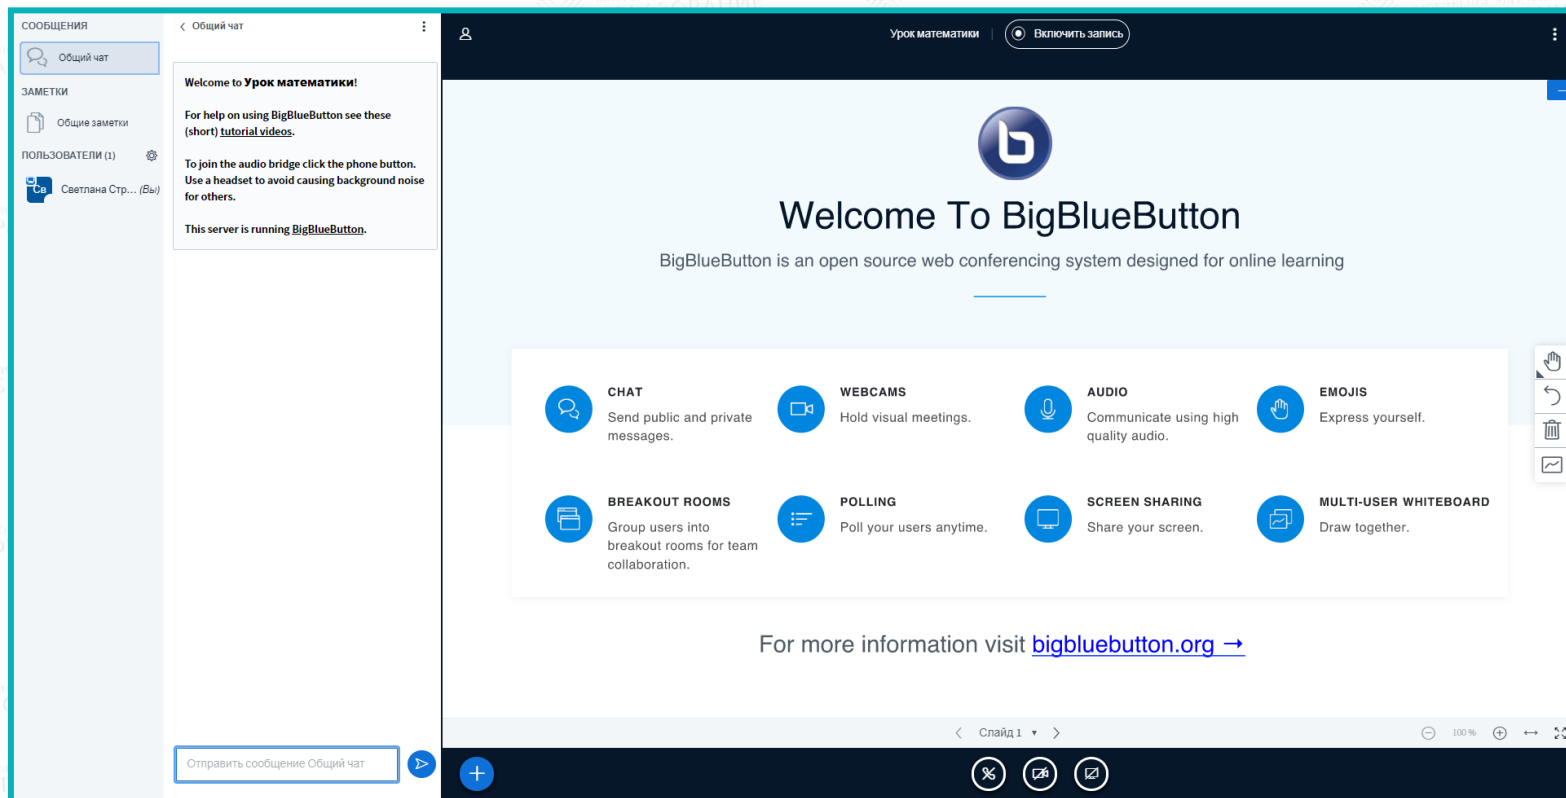 СООБЩЕНИЯ
Общий чат
ЗАМЕТКИ
Общие заметки
ПОЛЬЗОВАТЕЛИ (1)
Св
Светлана Стр... (Вы)
Общий чат
Welcome to Урок математики!
For help on using BigBlueButton see these
(short) tutorial videos.
To join the audio bridge click the phone button.
Use a headset to avoid causing background noise
for others.
This server is running BigBlueButton.
Отправить сообщение Общий чат
Урок математики
Включить запись
Welcome To BigBlueButton
BigBlueButton is an open source web conferencing system designed for online learning
CHAT
Send public and private
messages.
WEBCAMS
Hold visual meetings.
AUDIO
Communicate using high
quality audio.
EMOJIS
Express yourself.
BREAKOUT ROOMS
Group users into
breakout rooms for team
collaboration.
POLLING
Poll your users anytime.
SCREEN SHARING
Share your screen.
MULTI-USER WHITEBOARD
Draw together.
For more information visit bigbluebutton.org →
Слайд 1
100 %